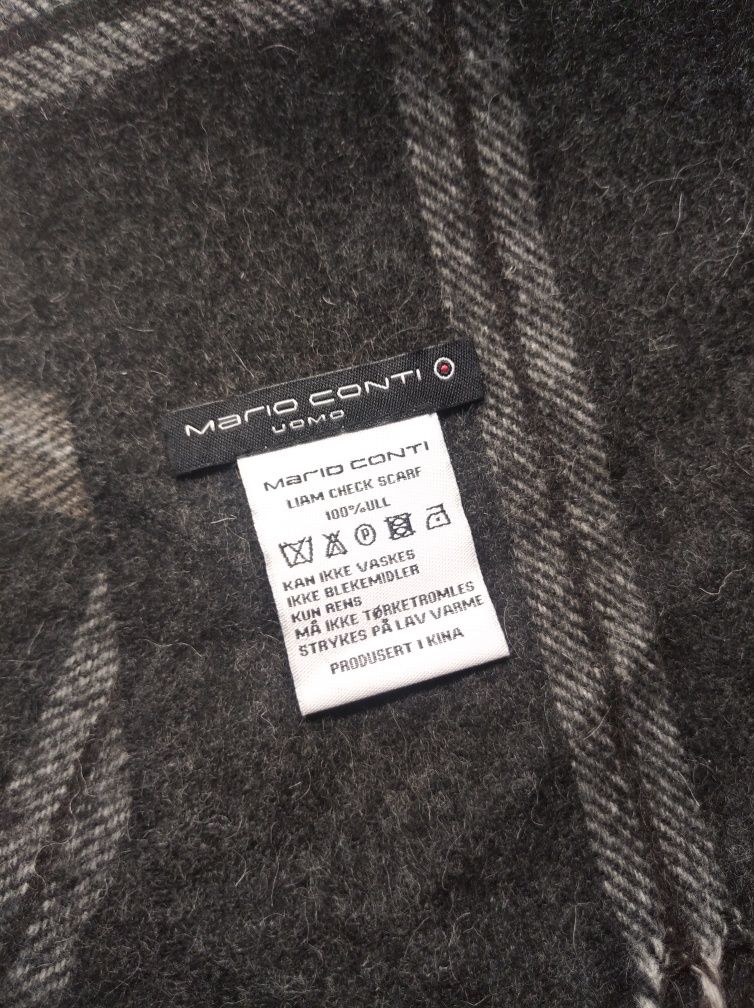 Mario Conti
UOMO
Mario Conti
LIAM CHECK SCARF
100%ULL
P
KAN IKKE VASKES
IKKE BLEKEMIDLER
KUN RENS
MÅ IKKE TØRKETROMLES
STRYKES PÅ LAV VARME
PRODUSERT I KINA